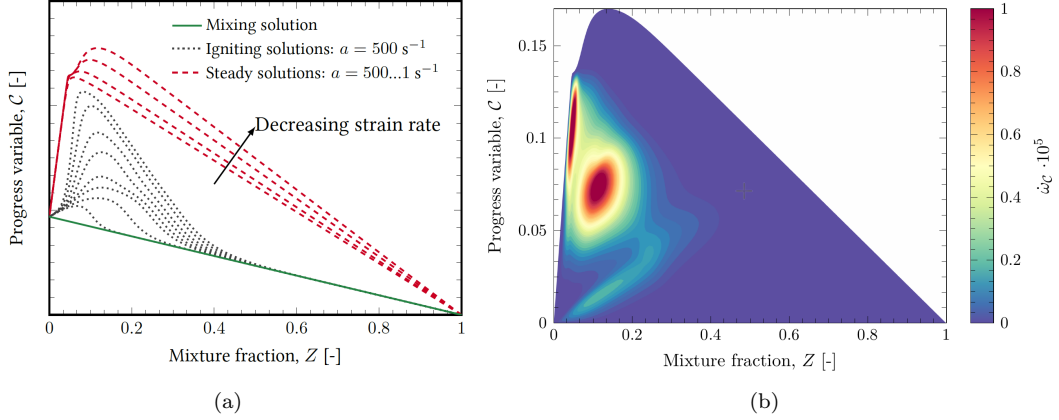 Mixing solution
Igniting solutions: a = 500 s⁻¹
Steady solutions: a = 500...1 s⁻¹
Decreasing strain rate
Progress variable, C [-]
0 0.2 0.4 0.6 0.8 1
Mixture fraction, Z [-]
(a)
0.15
0.1
0.05
0
Progress variable, C [-]
0 0.2 0.4 0.6 0.8 1
Mixture fraction, Z [-]
1
0.8
0.6
0.4
0.2
0
ω̇_C ·10⁵
(b)